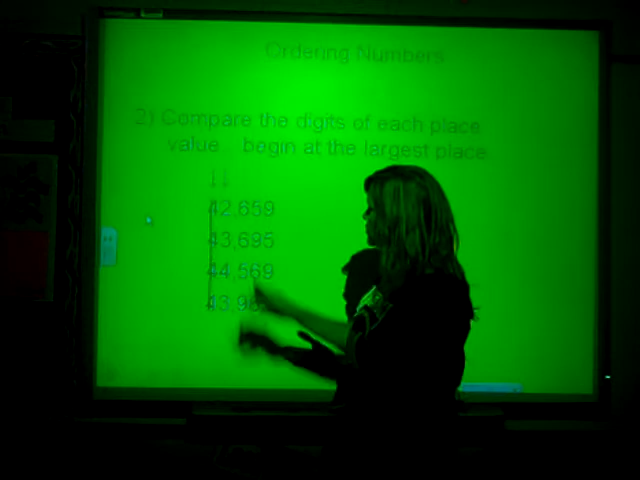 Ordering Numbers
2) Compare the digits of each place
value... begin at the largest place
42,659
43,695
44,569